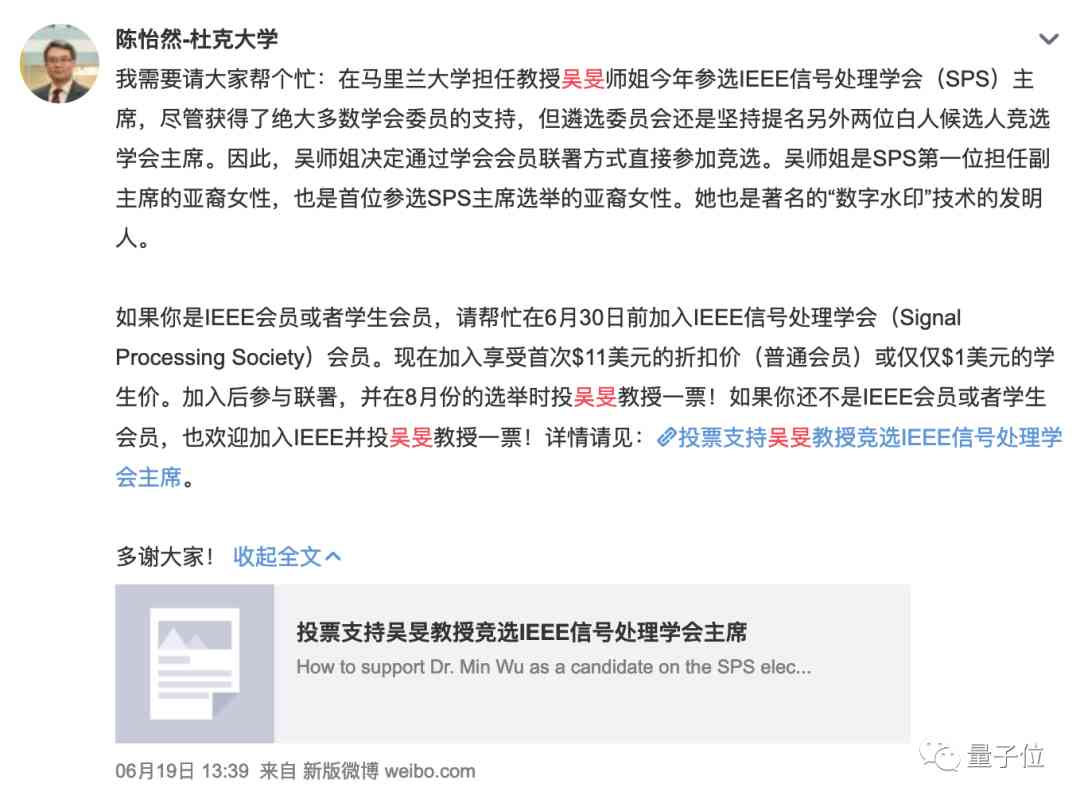 陈怡然-杜克大学
我需要请大家帮个忙：在马里兰大学担任教授吴旻师姐今年参选IEEE信号处理学会（SPS）主
席，尽管获得了绝大多数学会委员的支持，但遴选委员会还是坚持提名另外两位白人候选人竞选
学会主席。因此，吴师姐决定通过学会会员联署方式直接参加竞选。吴师姐是SPS第一位担任副
主席的亚裔女性，也是首位参选SPS主席选举的亚裔女性。她也是著名的“数字水印”技术的发明
人。
如果你是IEEE会员或者学生会员，请帮忙在6月30日前加入IEEE信号处理学会（Signal
Processing Society）会员。现在加入享受首次$11美元的折扣价（普通会员）或仅仅$1美元的学
生价。加入后参与联署，并在8月份的选举时投吴旻教授一票！如果你还不是IEEE会员或者学生
会员，也欢迎加入IEEE并投吴旻教授一票！详情请见：投票支持吴旻教授竞选IEEE信号处理学
会主席。
多谢大家！ 收起全文
投票支持吴旻教授竞选IEEE信号处理学会主席
How to support Dr. Min Wu as a candidate on the SPS elec...
06月19日 13:39 来自 新版微博 weibo.com
量子位